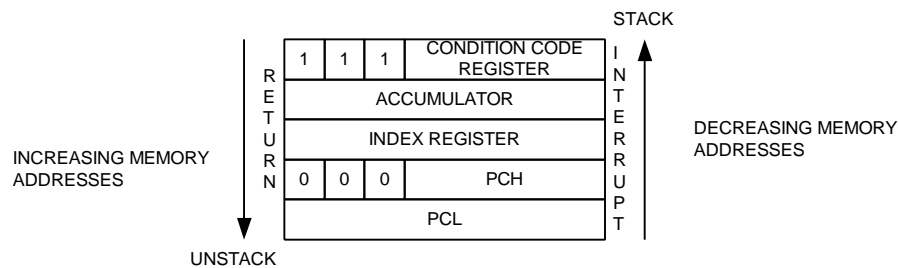 STACK
1 1 1 CONDITION CODE
REGISTER
ACCUMULATOR
INDEX REGISTER
0 0 0 PCH
PCL
RETURN
INTERRUPT
INCREASING MEMORY
ADDRESSES
DECREASING MEMORY
ADDRESSES
UNSTACK